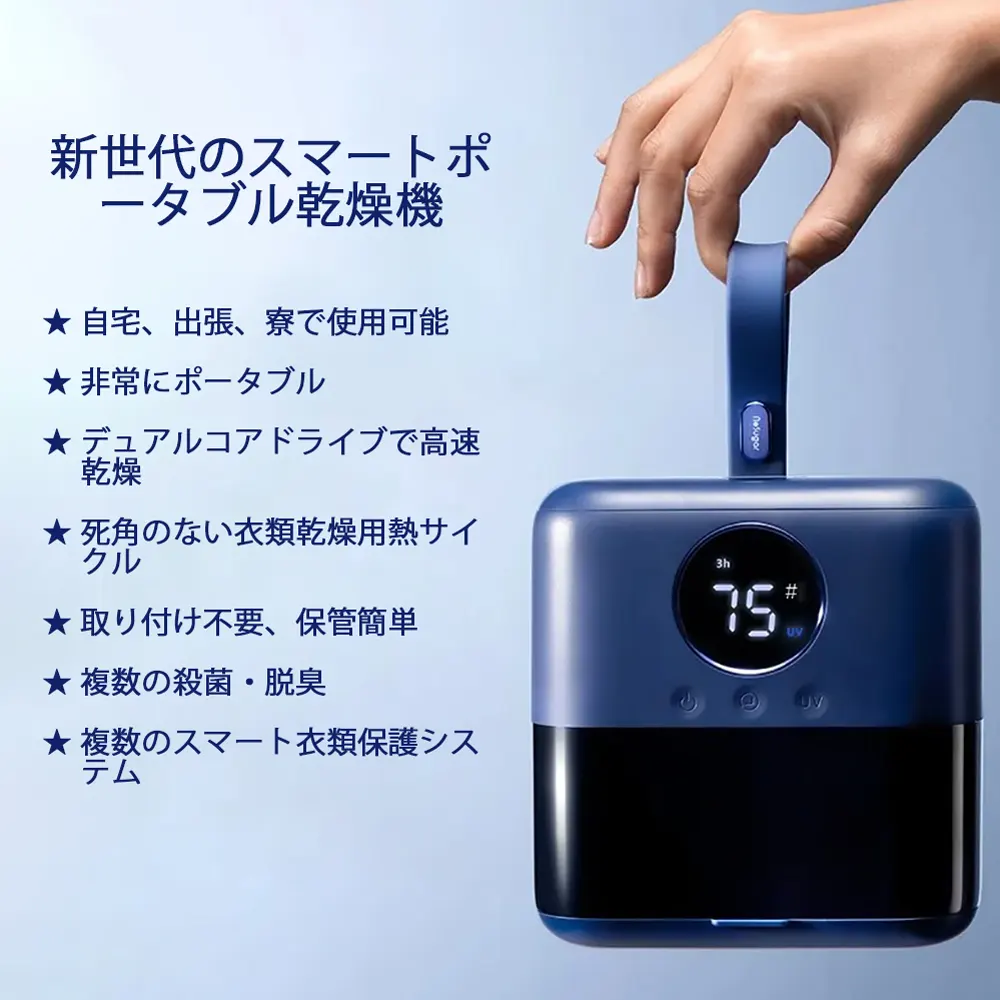 新世代のスマートポ
ータブル乾燥機
★ 自宅、出張、寮で使用可能
★ 非常にポータブル
★ デュアルコアドライブで高速
乾燥
★ 死角のない衣類乾燥用熱サイ
クル
★ 取り付け不要、保管簡単
★ 複数の殺菌・脱臭
★ 複数のスマート衣類保護シス
テム
3h
75 #
UV
UV